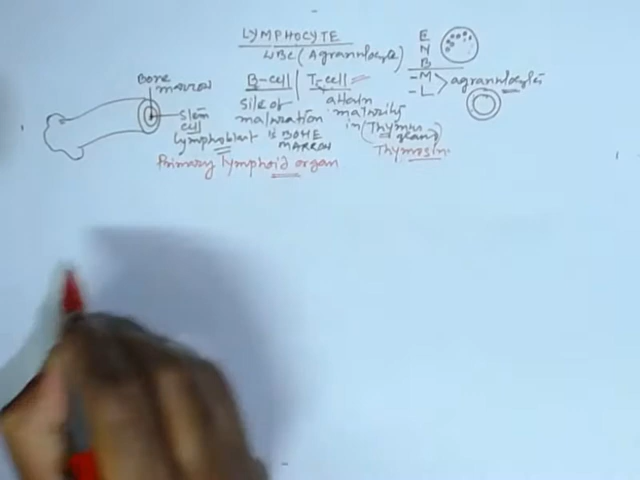 LYMPHOCYTE
WBC (Agranulocyte)
E
N
B
-M
-L
agranulocytes
Bone
marrow
Stem
cell
Lymphoblast
B-cell
site of
maturation
is BONE
MARROW
T-cell
attain
maturity
in (Thymus
gland)
Thymosin
Primary lymphoid organ